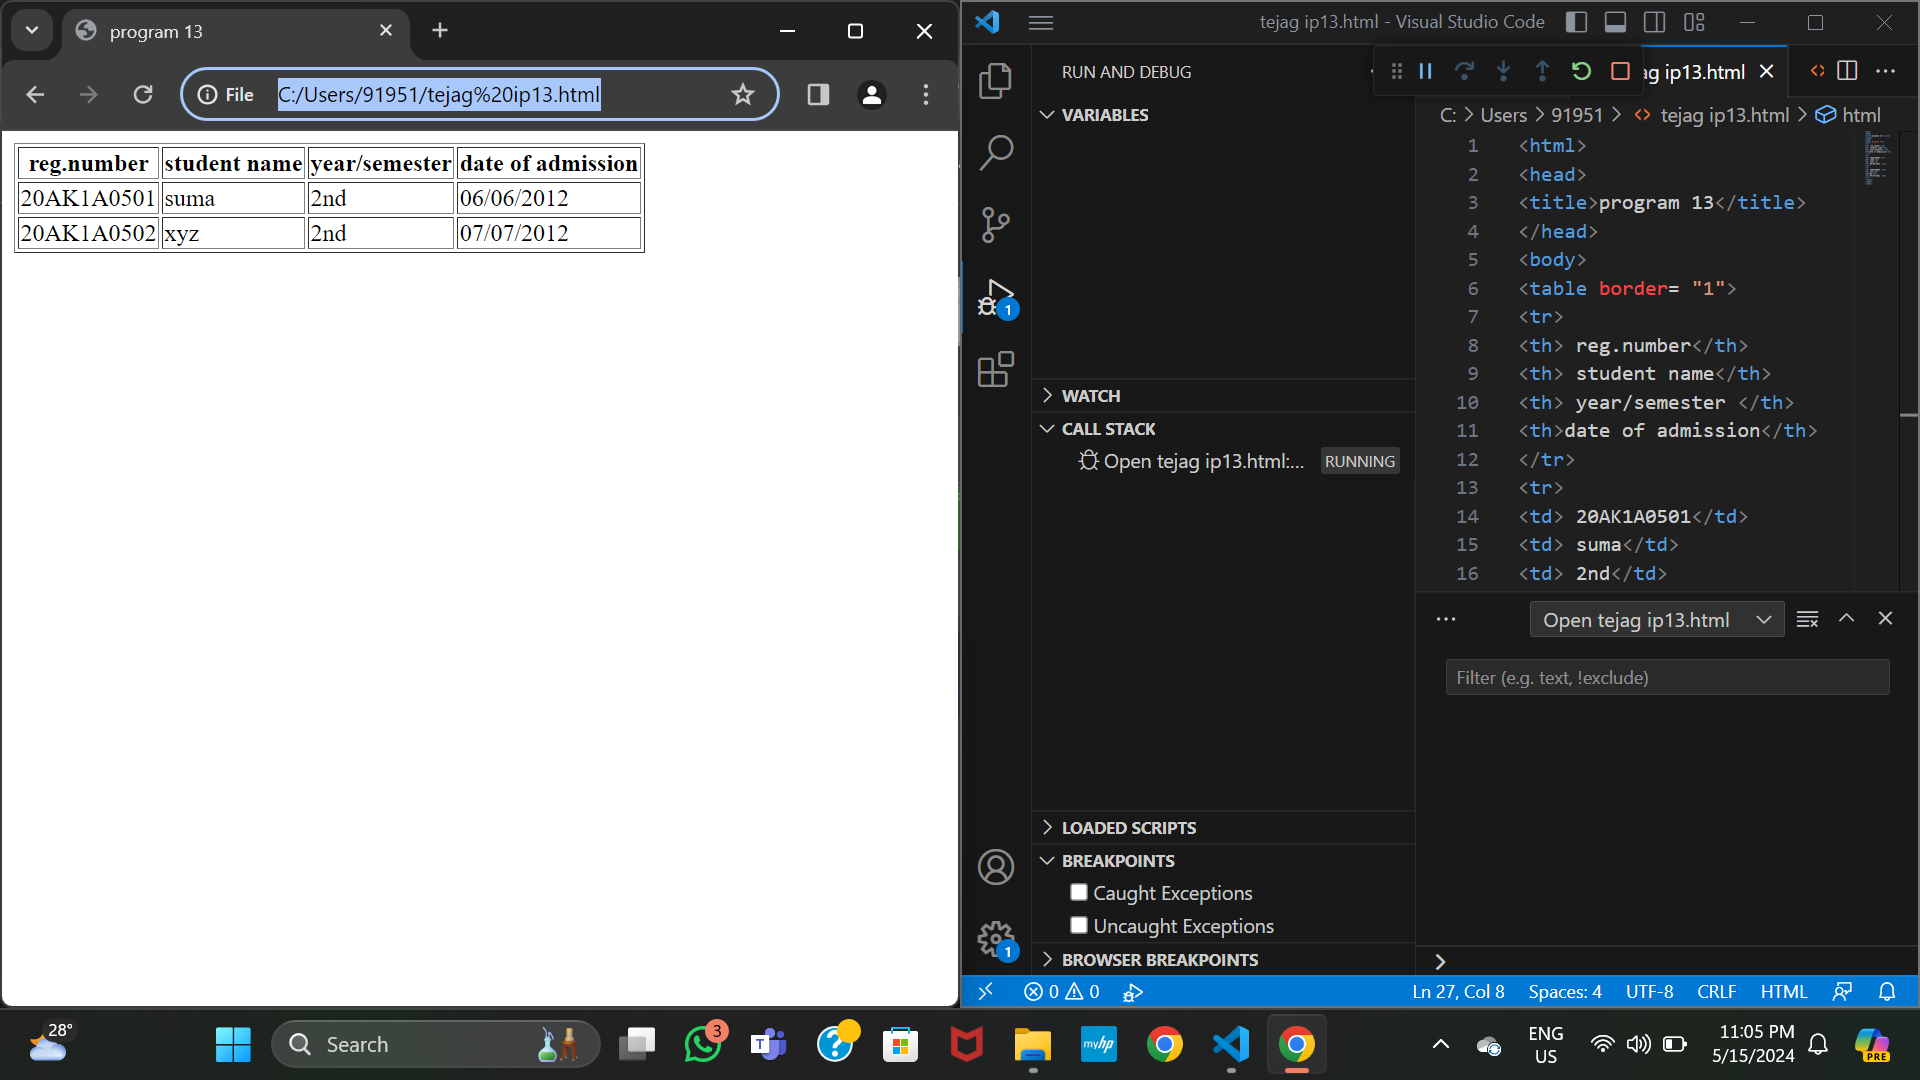 program 13
File C:/Users/91951/tejag%20ip13.html
reg.number student name year/semester date of admission
20AK1A0501 suma 2nd 06/06/2012
20AK1A0502 xyz 2nd 07/07/2012
tejag ip13.html - Visual Studio Code
RUN AND DEBUG
VARIABLES
1
WATCH
CALL STACK
Open tejag ip13.html:... RUNNING
LOADED SCRIPTS
BREAKPOINTS
Caught Exceptions
Uncaught Exceptions
1
BROWSER BREAKPOINTS
ag ip13.html
C: > Users > 91951 > tejag ip13.html > html
1 <html>
2 <head>
3 <title>program 13</title>
4 </head>
5 <body>
6 <table border= "1">
7 <tr>
8 <th> reg.number</th>
9 <th> student name</th>
10 <th> year/semester </th>
11 <th>date of admission</th>
12 </tr>
13 <tr>
14 <td> 20AK1A0501</td>
15 <td> suma</td>
16 <td> 2nd</td>
Open tejag ip13.html
Filter (e.g. text, !exclude)
0 0 Ln 27, Col 8 Spaces: 4 UTF-8 CRLF HTML
28° Search 3 T ? myhp ENG US 11:05 PM 5/15/2024 PRE